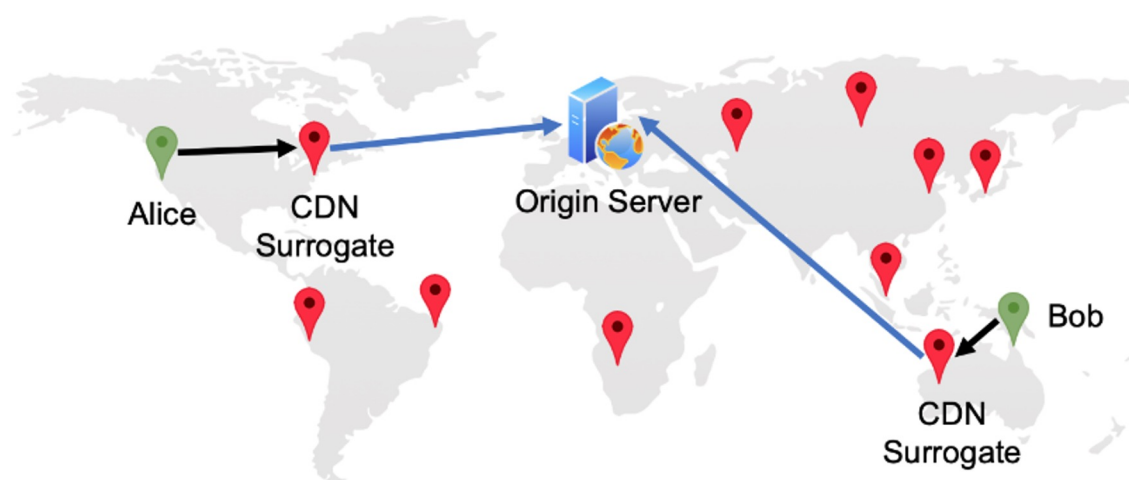 Alice
CDN
Surrogate
Origin Server
Bob
CDN
Surrogate